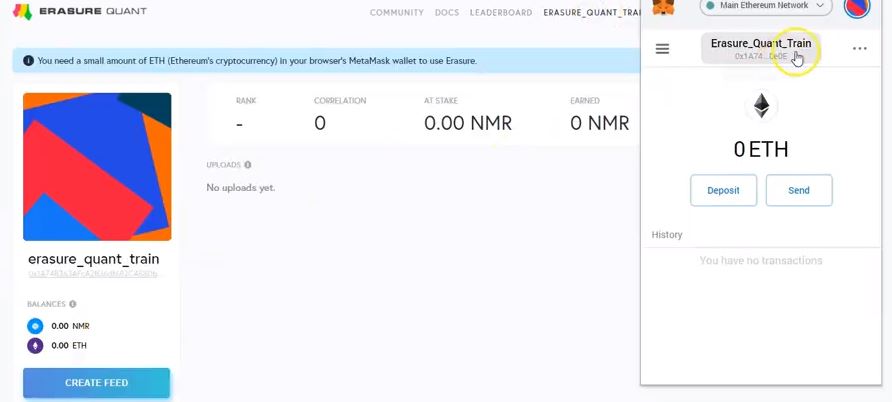 ERASURE QUANT
COMMUNITY DOCS LEADERBOARD ERASURE_QUANT_TRAI
You need a small amount of ETH (Ethereum's cryptocurrency) in your browser's MetaMask wallet to use Erasure.
RANK CORRELATION AT STAKE EARNED
- 0 0.00 NMR 0 NMR
UPLOADS
No uploads yet.
erasure_quant_train
BALANCES
0.00 NMR
0.00 ETH
CREATE FEED
Main Ethereum Network
Erasure_Quant_Train
0x1A74...0e0E
0 ETH
Deposit Send
History
You have no transactions